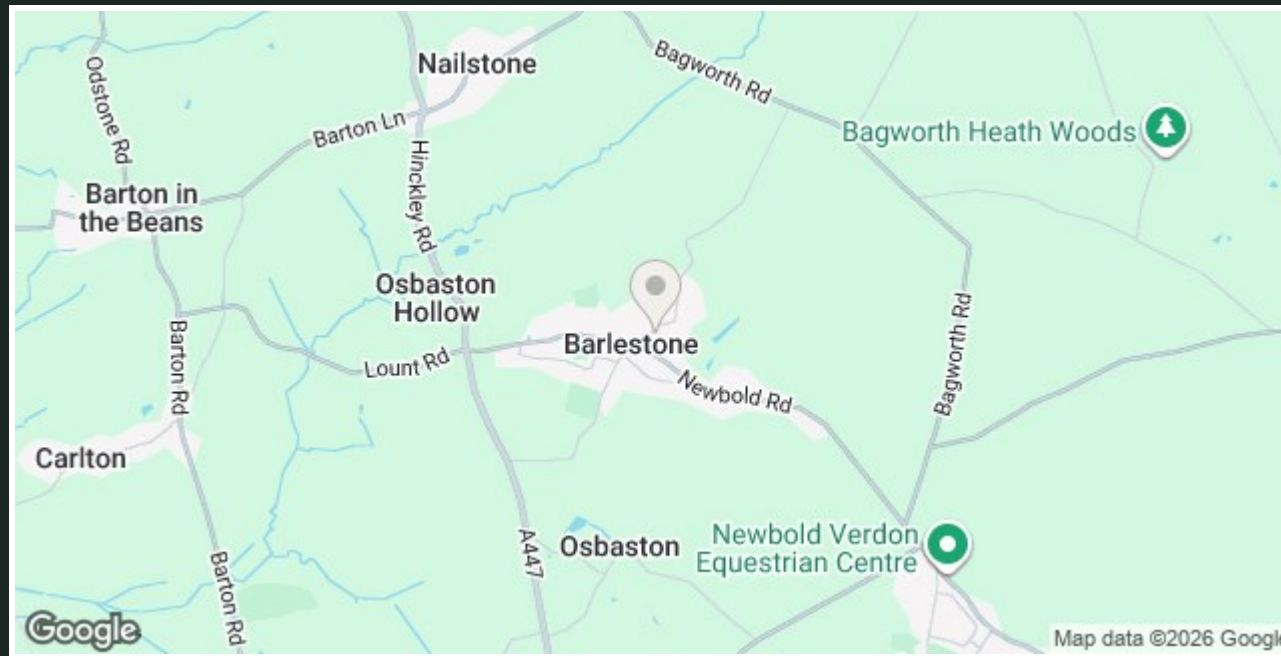 Nailstone
Bagworth Rd
Odstone Rd
Barton Ln
Bagworth Heath Woods
Hinckley Rd
Barton in
the Beans
Osbaston
Hollow
Bagworth Rd
Barton Rd
Lount Rd
Barlestone
Newbold Rd
Carlton
A447
Osbaston
Newbold Verdon
Equestrian Centre
Barton Rd
Google
Map data ©2026 Google